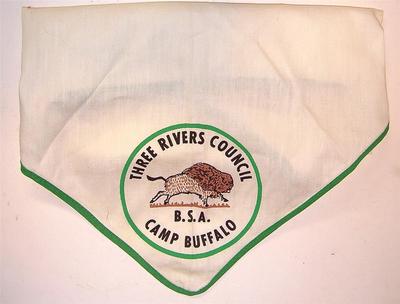 THREE RIVERS COUNCIL
B.S.A.
CAMP BUFFALO